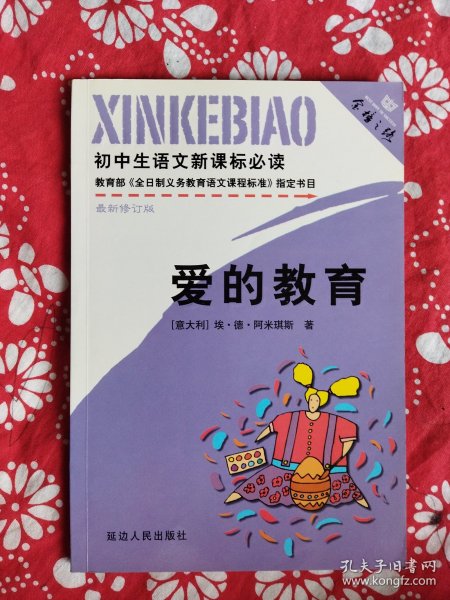 XINKEBIAO
初中生语文新课标必读
教育部《全日制义务教育语文课程标准》指定书目
最新修订版
爱的教育
[意大利] 埃·德·阿米琪斯 著
延边人民出版社
孔夫子旧书网
www.kongfz.com